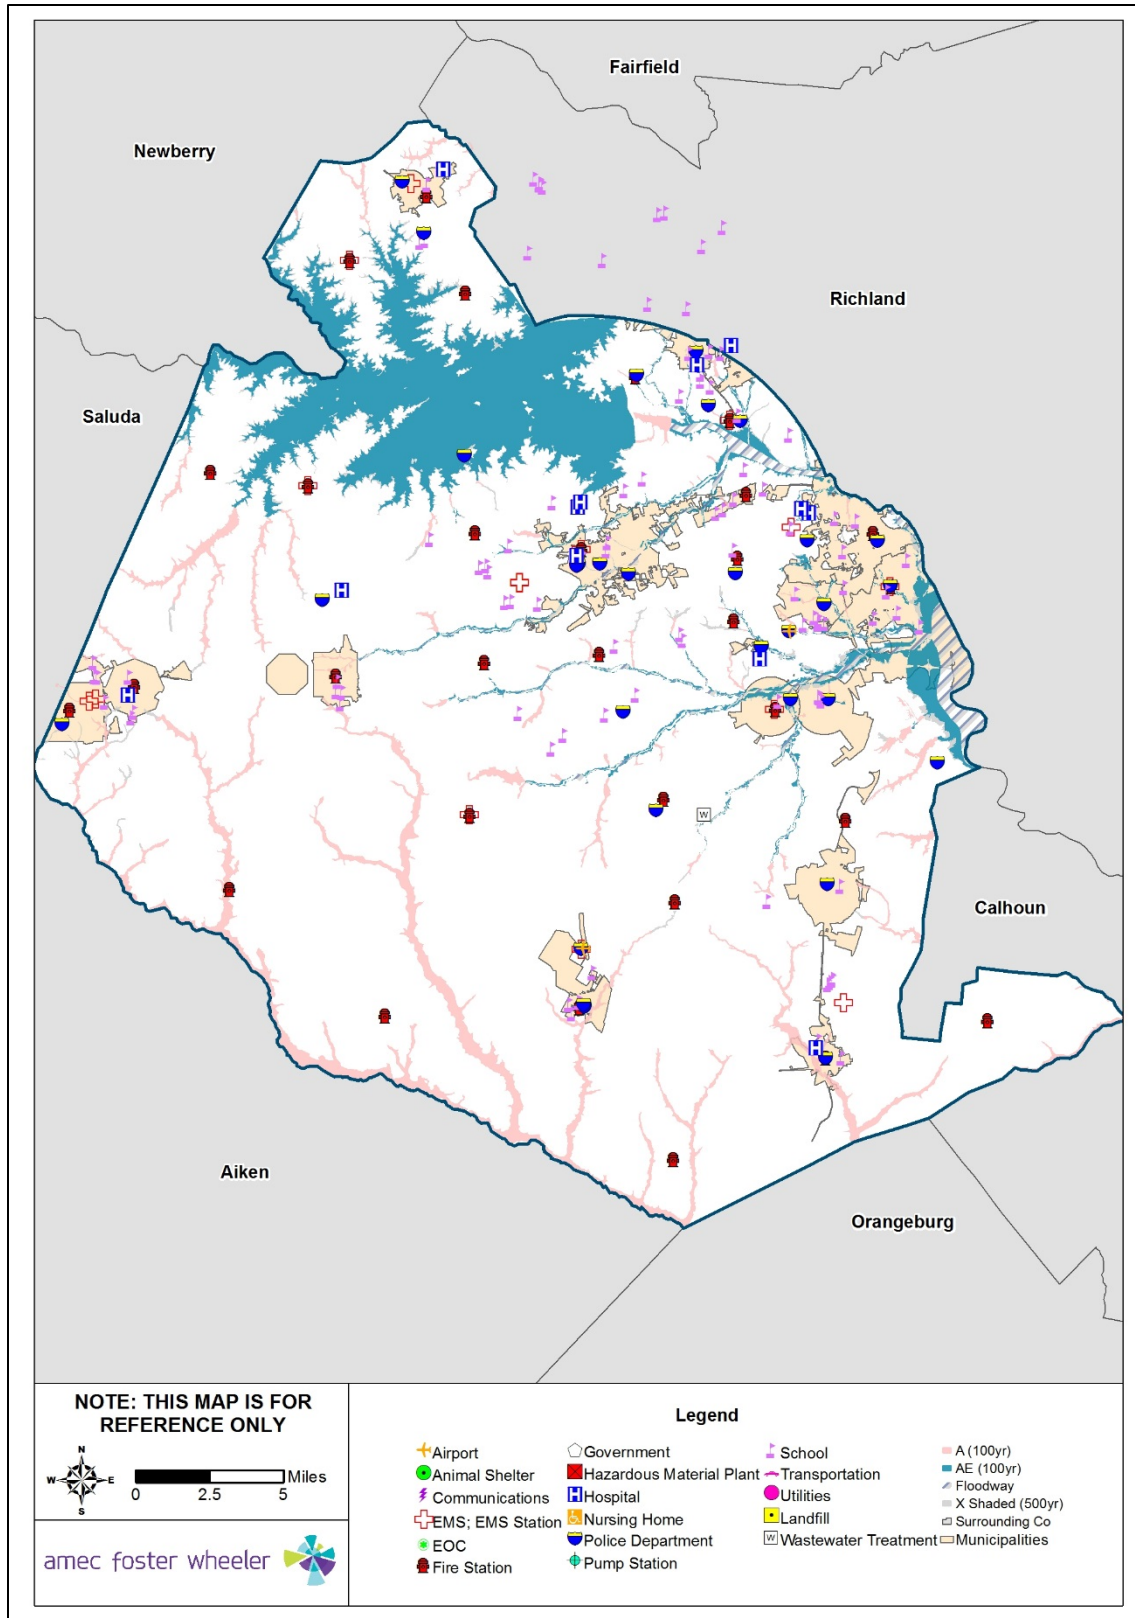 Fairfield
Newberry
Richland
Saluda
Calhoun
Aiken
Orangeburg
W
NOTE: THIS MAP IS FOR
REFERENCE ONLY
N
W E
S
Miles
0 2.5 5
amec foster wheeler
Legend
Airport
Animal Shelter
Communications
EMS; EMS Station
EOC
Fire Station
Government
Hazardous Material Plant
Hospital
Nursing Home
Police Department
Pump Station
School
Transportation
Utilities
Landfill
Wastewater Treatment
A (100yr)
AE (100yr)
Floodway
X Shaded (500yr)
Surrounding Co
Municipalities